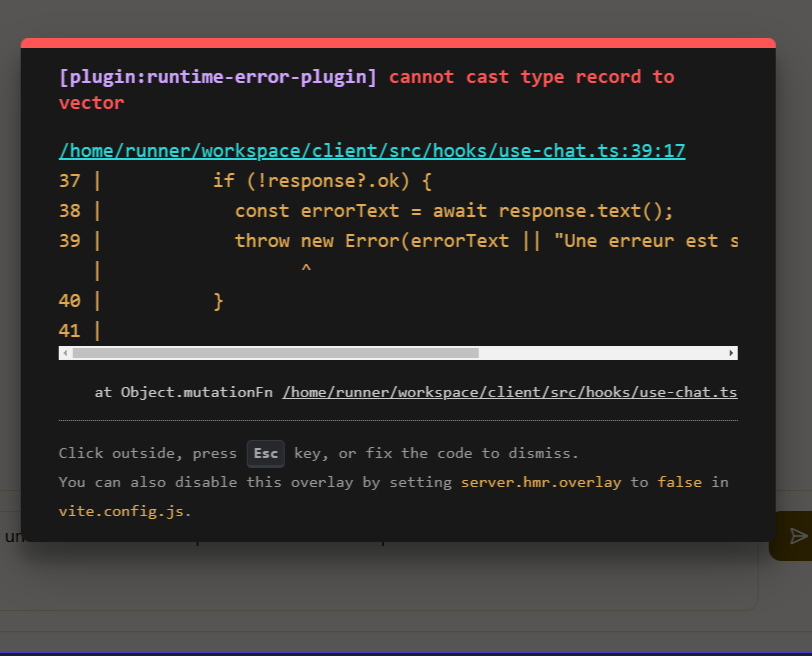 [plugin:runtime-error-plugin] cannot cast type record to
vector
/home/runner/workspace/client/src/hooks/use-chat.ts:39:17
37 |          if (!response?.ok) {
38 |            const errorText = await response.text();
39 |            throw new Error(errorText || "Une erreur est s
   |                  ^
40 |          }
41 |
at Object.mutationFn /home/runner/workspace/client/src/hooks/use-chat.ts
Click outside, press Esc key, or fix the code to dismiss.
You can also disable this overlay by setting server.hmr.overlay to false in
vite.config.js.